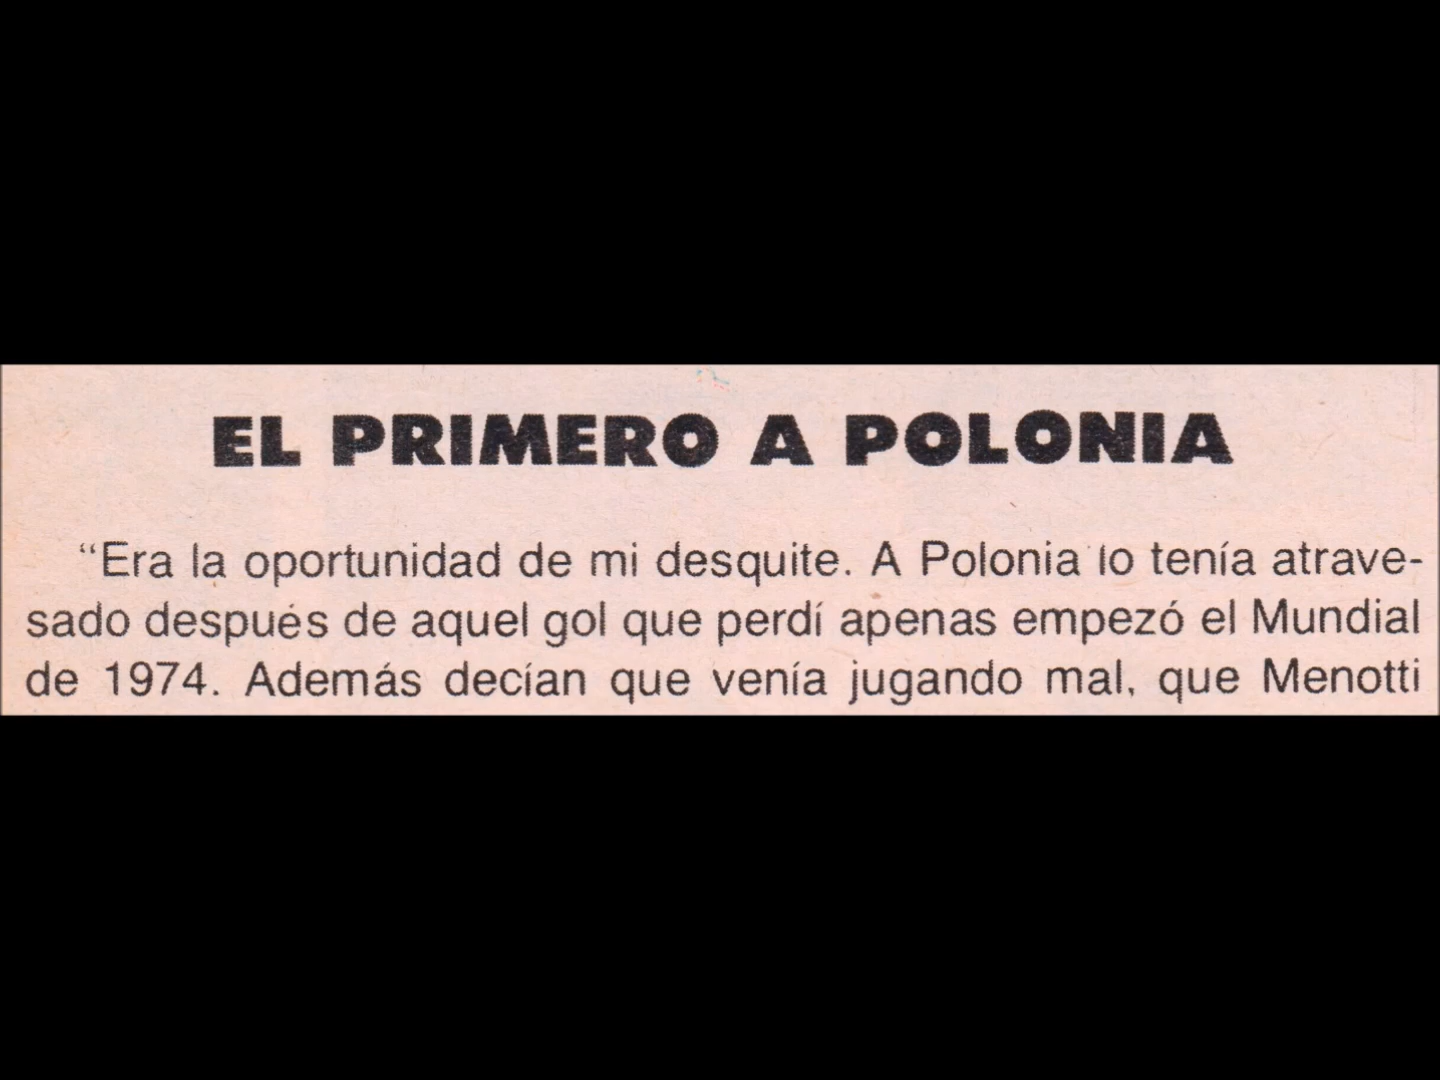 EL PRIMERO A POLONIA
“Era la oportunidad de mi desquite. A Polonia lo tenía atrave-
sado después de aquel gol que perdí apenas empezó el Mundial
de 1974. Además decían que venía jugando mal, que Menotti